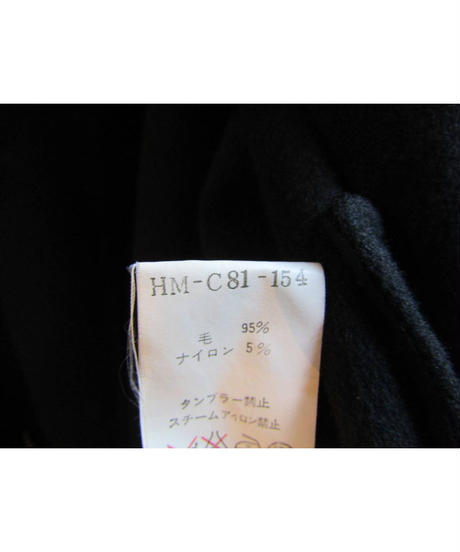 HM-C81-154
毛 95%
ナイロン 5%
タンブラー禁止
スチームアイロン禁止